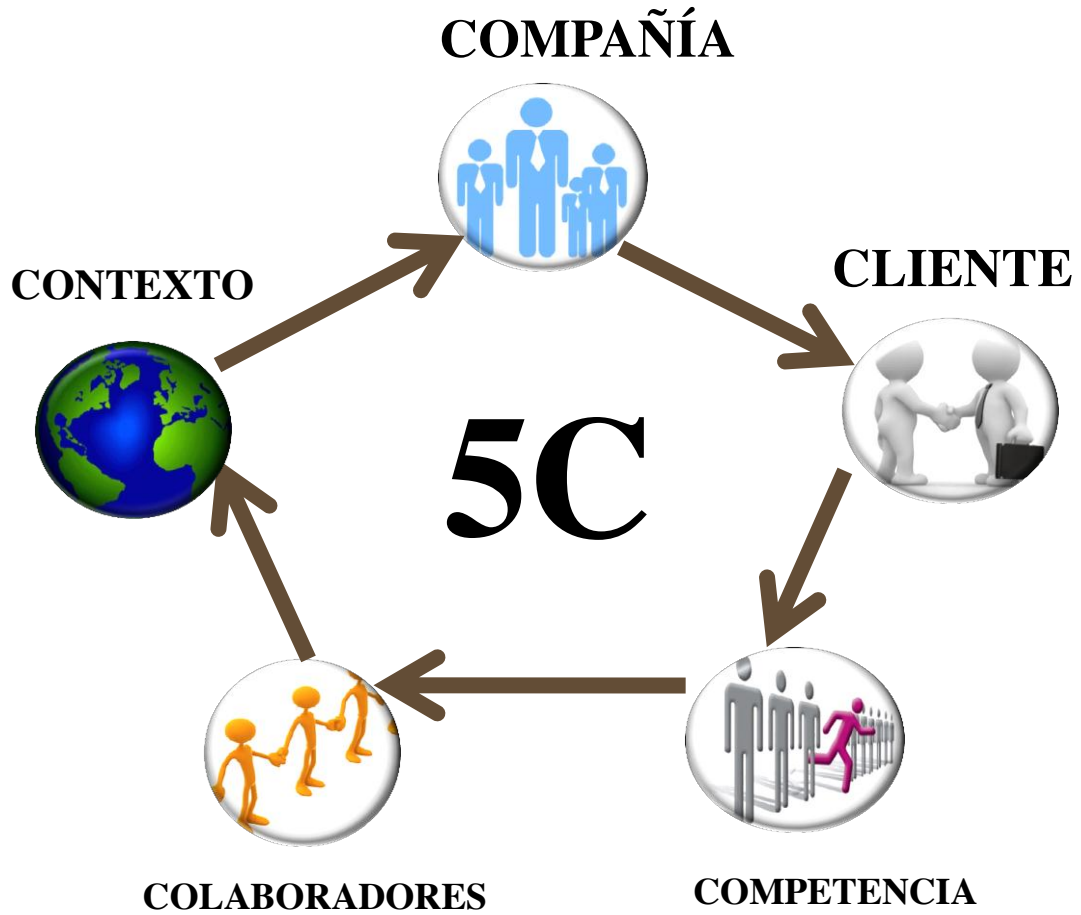 COMPAÑÍA
CLIENTE
CONTEXTO
5C
COLABORADORES
COMPETENCIA